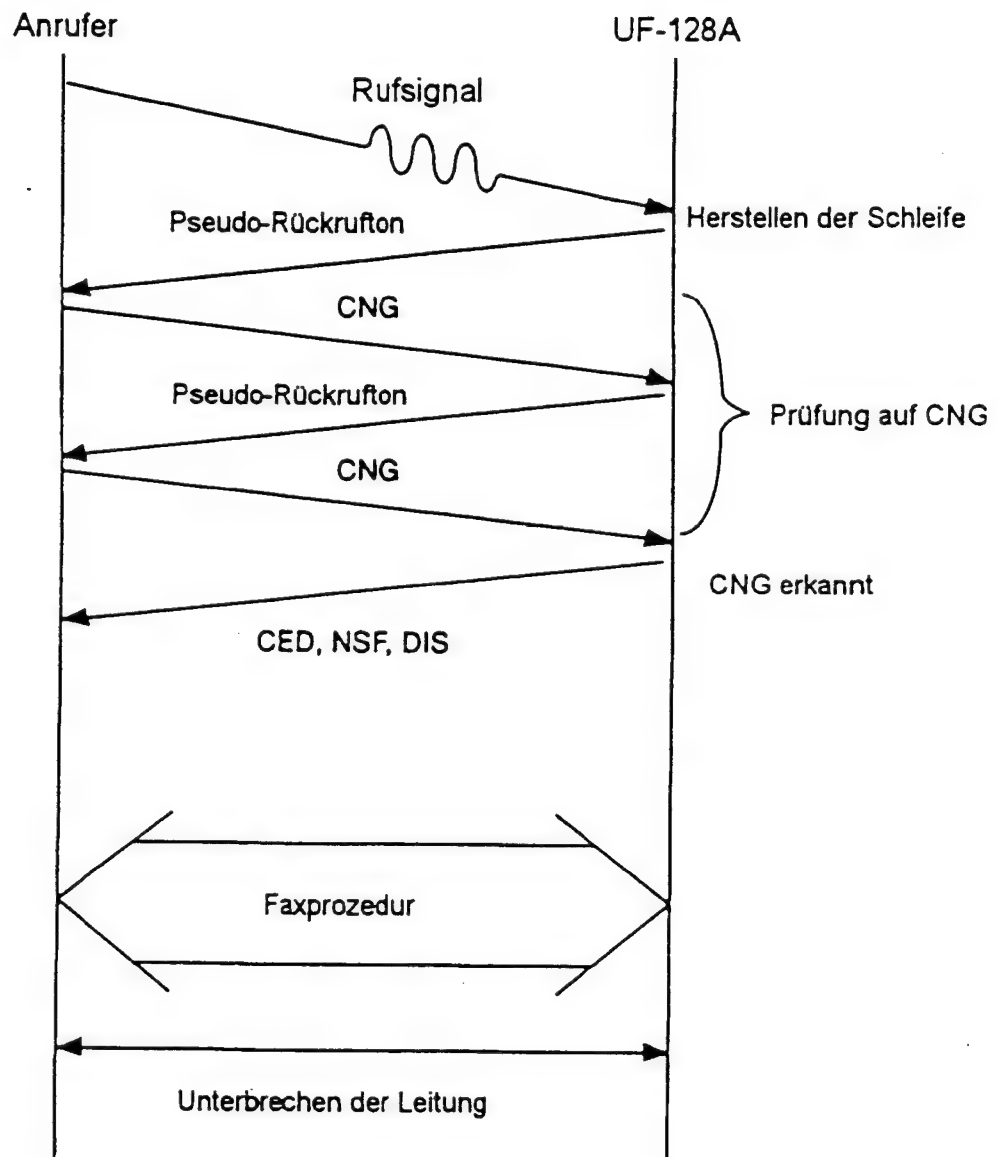 Anrufer
UF-128A
Rufsignal
Herstellen der Schleife
Pseudo-Rückrufton
CNG
Pseudo-Rückrufton
Prüfung auf CNG
CNG
CNG erkannt
CED, NSF, DIS
Faxprozedur
Unterbrechen der Leitung